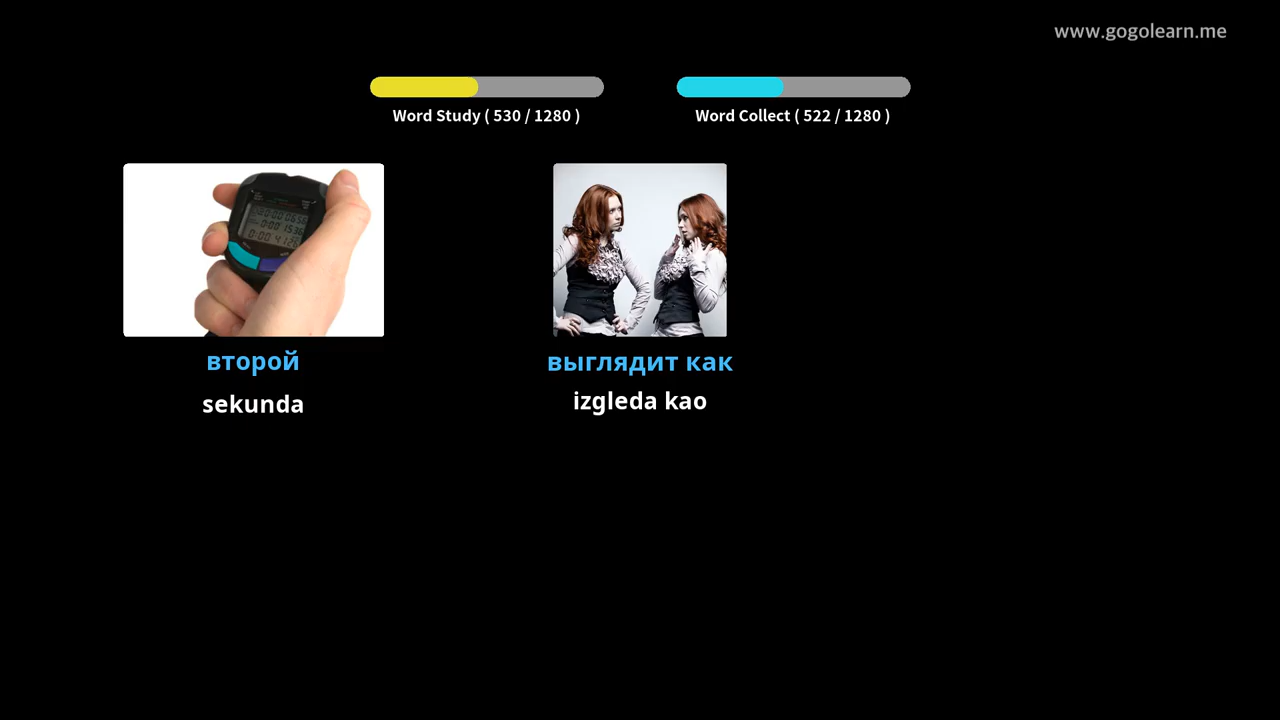 www.gogolearn.me
Word Study ( 530 / 1280 )
Word Collect ( 522 / 1280 )
второй
выглядит как
sekunda
izgleda kao